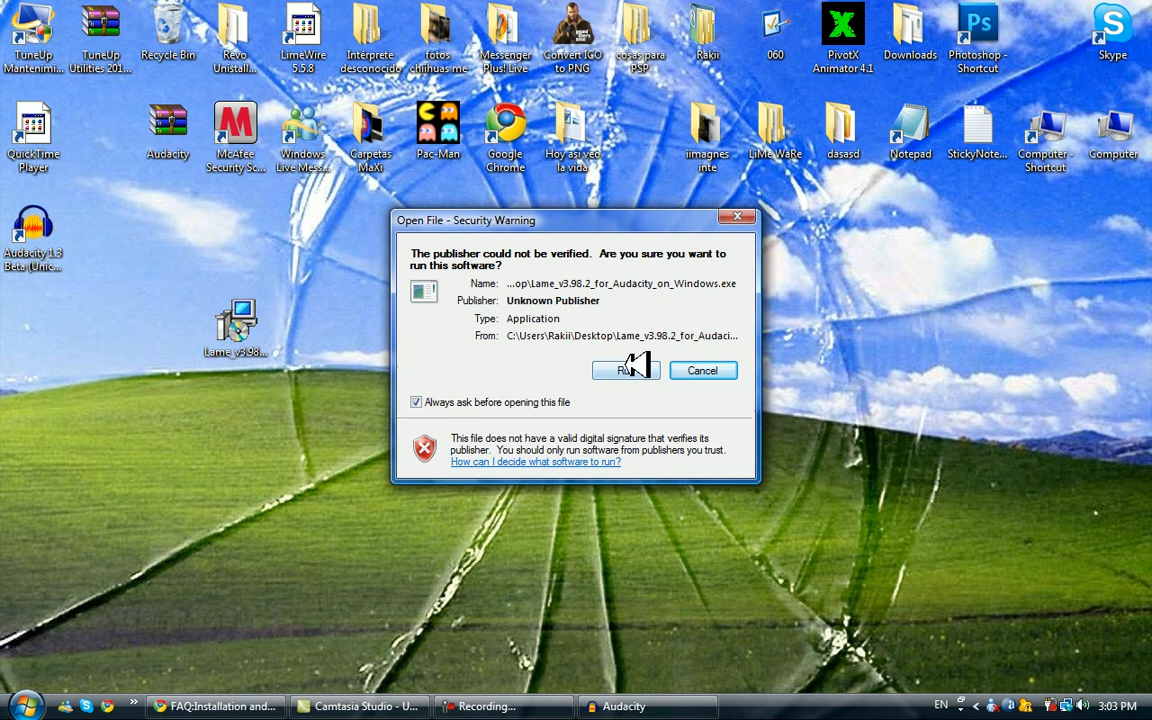 TuneUp
Mantenimi...
TuneUp
Utilities 201...
Recycle Bin
Revo
Unistall...
LimeWire
5.5.8
Interprete
desconocido
fotos
chiihuas me
Messenger
Plus! Live
Convert IGO
to PNG
cosas para
PSP
Rakii
060
PivotX
Animator 4.1
Downloads
Photoshop -
Shortcut
Skype
QuickTime
Player
Audacity
McAfee
Security Sc...
Windows
Live Mess...
Carpetas
MaXi
Pac-Man
Google
Chrome
Hoy asi veo
la vida
iimagnes
inte
LiMe WaRe
dasasd
Notepad
StickyNote...
Computer -
Shortcut
Computer
Audacity 1.3
Beta (Unic...
Lame_v3.98...
Open File - Security Warning
The publisher could not be verified. Are you sure you want to
run this software?
Name: ...op\Lame_v3.98.2_for_Audacity_on_Windows.exe
Publisher: Unknown Publisher
Type: Application
From: C:\Users\Rakii\Desktop\Lame_v3.98.2_for_Audaci...
Cancel
Always ask before opening this file
This file does not have a valid digital signature that verifies its
publisher. You should only run software from publishers you trust.
How can I decide what software to run?
FAQ:Installation and...
Camtasia Studio - U...
Recording...
Audacity
EN
3:03 PM